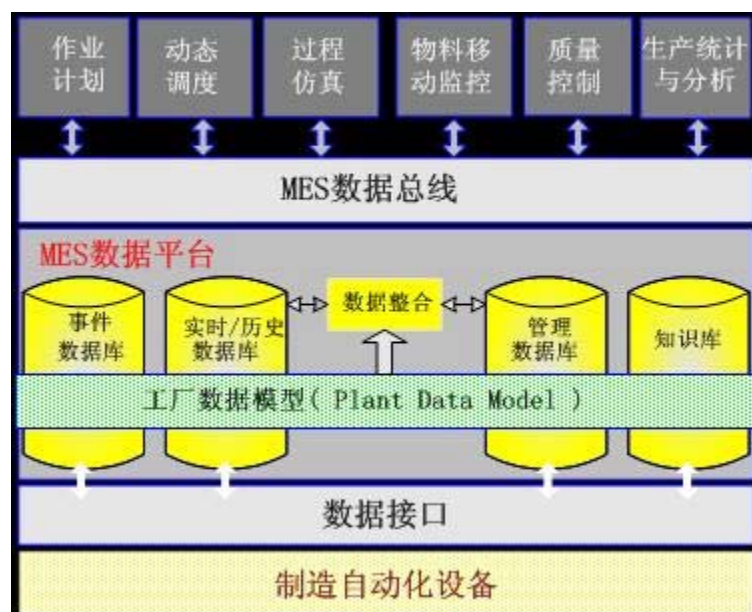 作业
计划
动态
调度
过程
仿真
物料移
动监控
质量
控制
生产统计
与分析
MES数据总线
MES数据平台
事件
数据库
实时/历史
数据库
数据整合
管理
数据库
知识库
工厂数据模型( Plant Data Model )
数据接口
制造自动化设备